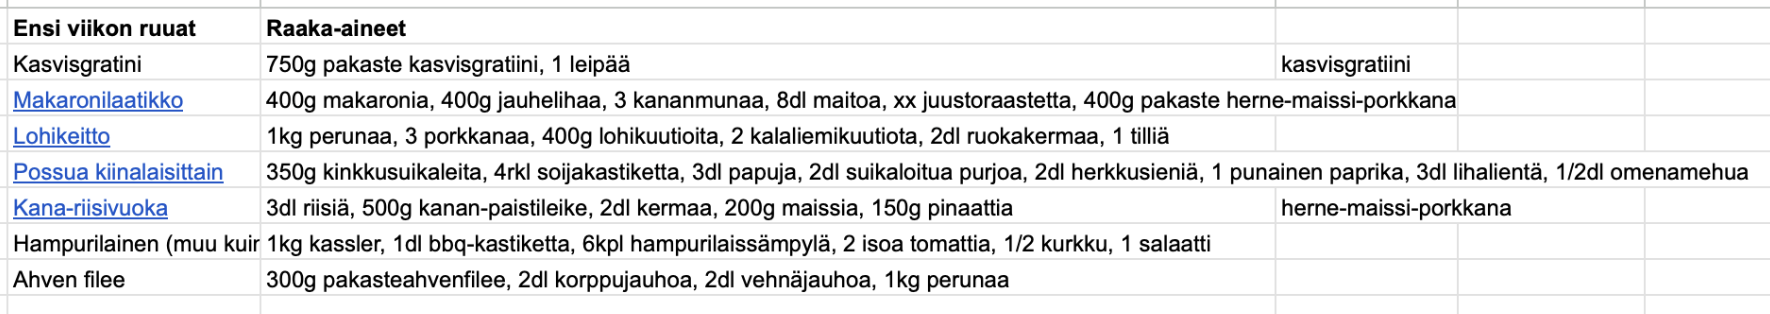 Ensi viikon ruuat Raaka-aineet
Kasvisgratini 750g pakaste kasvisgratiini, 1 leipää kasvisgratiini
Makaronilaatikko 400g makaronia, 400g jauhelihaa, 3 kananmunaa, 8dl maitoa, xx juustoraastetta, 400g pakaste herne-maissi-porkkana
Lohikeitto 1kg perunaa, 3 porkkanaa, 400g lohikuutioita, 2 kalaliemikuutiota, 2dl ruokakermaa, 1 tilliä
Possua kiinalaisittain 350g kinkkusuikaleita, 4rkl soijakastiketta, 3dl papuja, 2dl suikaloitua purjoa, 2dl herkkusieniä, 1 punainen paprika, 3dl lihalientä, 1/2dl omenamehua
Kana-riisivuoka 3dl riisiä, 500g kanan-paistileike, 2dl kermaa, 200g maissia, 150g pinaattia herne-maissi-porkkana
Hampurilainen (muu kuin 1kg kassler, 1dl bbq-kastiketta, 6kpl hampurilaissämpylä, 2 isoa tomattia, 1/2 kurkku, 1 salaatti
Ahven filee 300g pakasteahvenfilee, 2dl korppujauhoa, 2dl vehnäjauhoa, 1kg perunaa